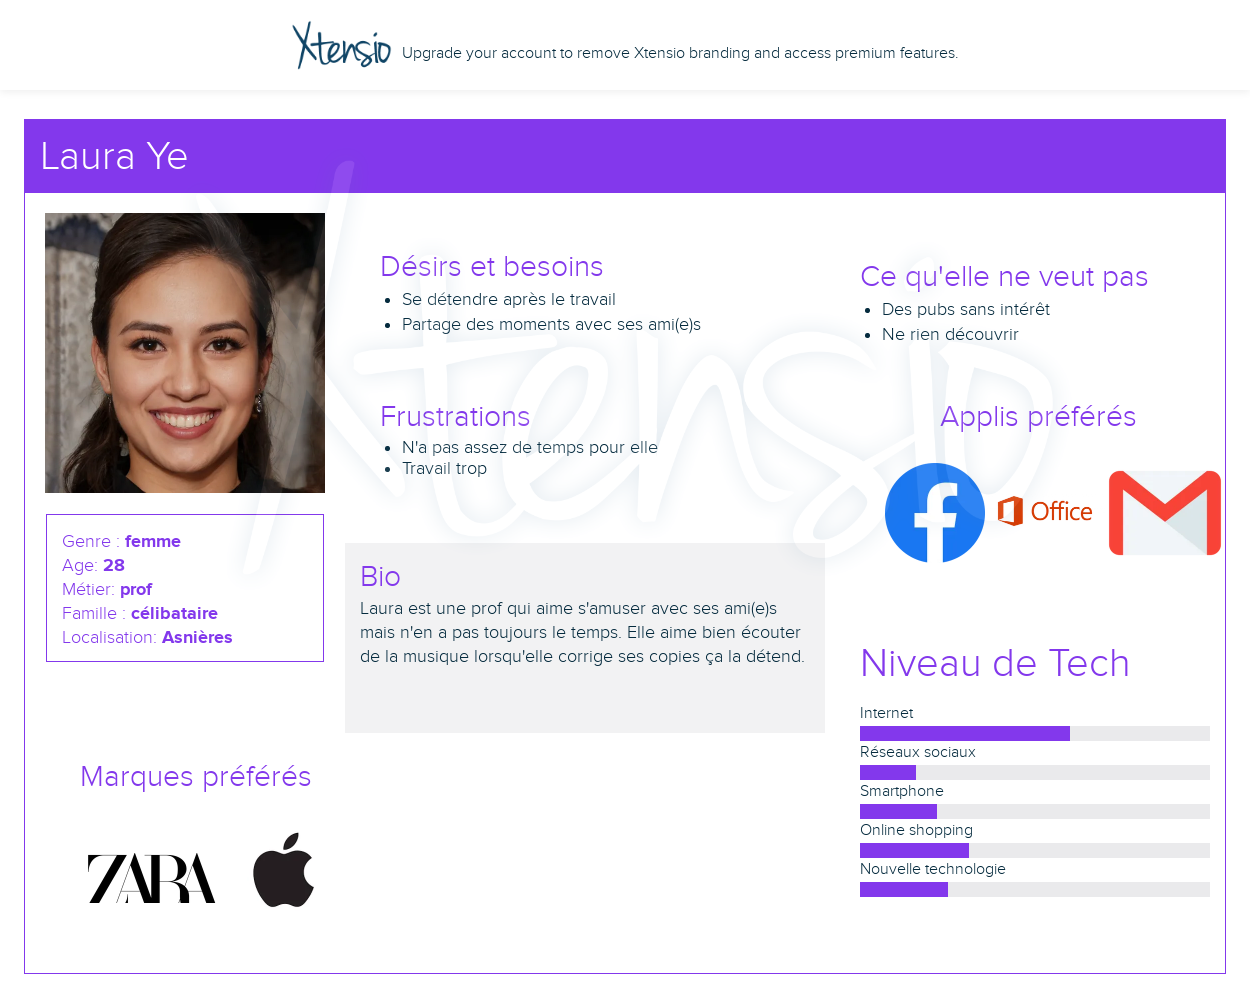 Xtensio Upgrade your account to remove Xtensio branding and access premium features.
Laura Ye
Xtensio
Désirs et besoins
Se détendre après le travail
Partage des moments avec ses ami(e)s
Ce qu'elle ne veut pas
Des pubs sans intérêt
Ne rien découvrir
Frustrations
N'a pas assez de temps pour elle
Travail trop
Applis préférés
Office
Genre : femme
Age: 28
Métier: prof
Famille : célibataire
Localisation: Asnières
Bio
Laura est une prof qui aime s'amuser avec ses ami(e)s
mais n'en a pas toujours le temps. Elle aime bien écouter
de la musique lorsqu'elle corrige ses copies ça la détend.
Niveau de Tech
Internet
Réseaux sociaux
Smartphone
Online shopping
Nouvelle technologie
Marques préférés
ZARA